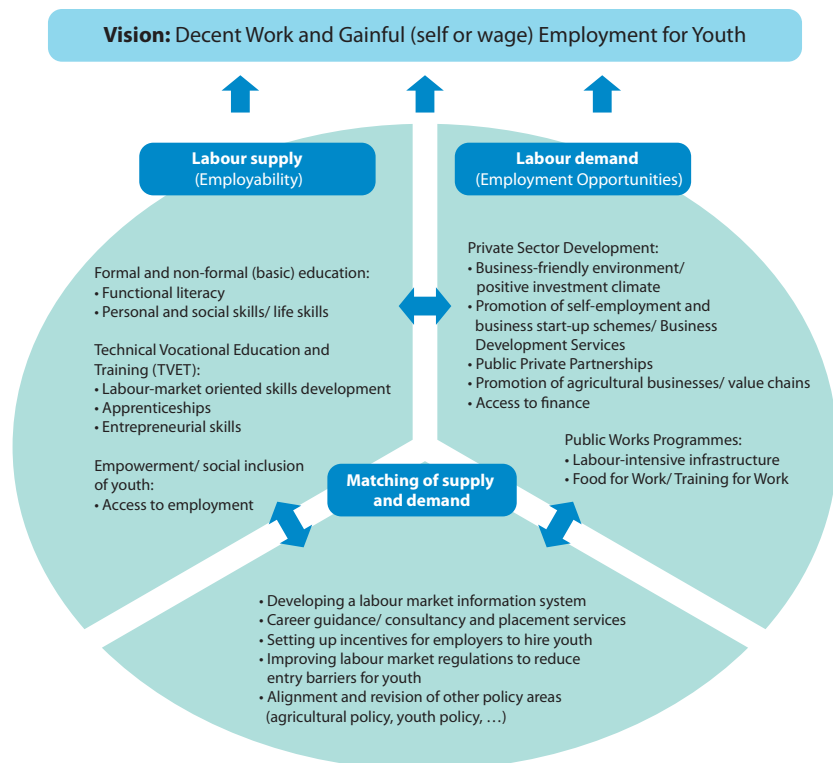 Vision: Decent Work and Gainful (self or wage) Employment for Youth
Labour supply
(Employability)
Labour demand
(Employment Opportunities)
Formal and non-formal (basic) education:
• Functional literacy
• Personal and social skills/ life skills
Technical Vocational Education and
Training (TVET):
• Labour-market oriented skills development
• Apprenticeships
• Entrepreneurial skills
Empowerment/ social inclusion
of youth:
• Access to employment
Private Sector Development:
• Business-friendly environment/
positive investment climate
• Promotion of self-employment and
business start-up schemes/ Business
Development Services
• Public Private Partnerships
• Promotion of agricultural businesses/ value chains
• Access to finance
Public Works Programmes:
• Labour-intensive infrastructure
• Food for Work/ Training for Work
Matching of supply
and demand
• Developing a labour market information system
• Career guidance/ consultancy and placement services
• Setting up incentives for employers to hire youth
• Improving labour market regulations to reduce
entry barriers for youth
• Alignment and revision of other policy areas
(agricultural policy, youth policy, …)